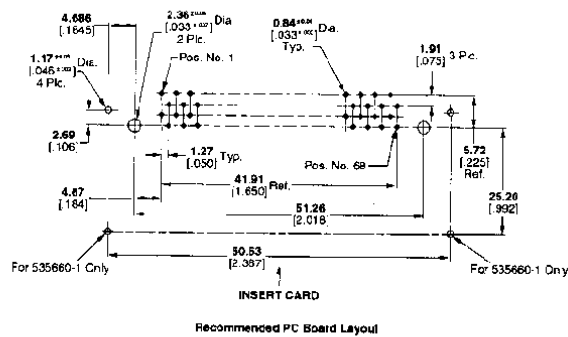 4.686
[.1845]
2.36
[.033
Dia
2 Plc.
0.84
[.033
Dia.
Typ.
1.91
[.075]
3 Plc.
1.17
[.046
Dia.
4 Plc.
Pos. No. 1
2.69
[.106]
1.27
[.050]
Typ.
Pos. No. 68
5.72
[.225]
Ref.
4.67
[.184]
41.91
[1.650]
Ref.
25.20
[.992]
51.26
[2.018]
60.63
[2.387]
For 535660-1 Only
For 535660-1 Only
INSERT CARD
Recommended PC Board Layout